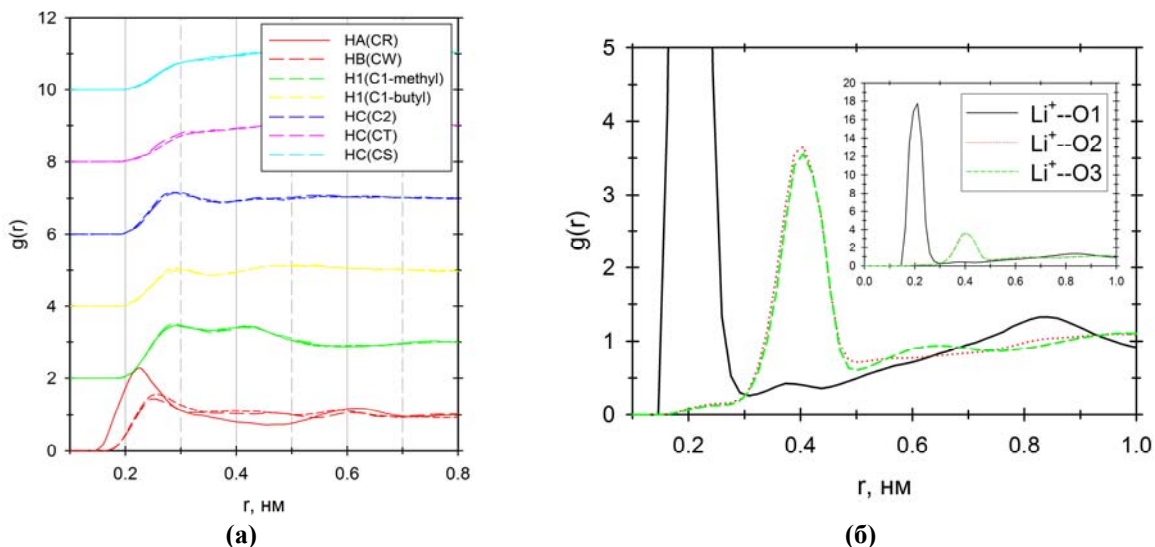 12
10
8
6
4
2
0
g(r)
HA(CR)
HB(CW)
H1(C1-methyl)
H1(C1-butyl)
HC(C2)
HC(CT)
HC(CS)
0.2 0.4 0.6 0.8
r, нм
(а)
5
4
3
2
1
0
g(r)
20
18
16
14
12
10
8
6
4
2
0
Li⁺--O1
Li⁺--O2
Li⁺--O3
0.0 0.2 0.4 0.6 0.8 1.0
0.2 0.4 0.6 0.8 1.0
r, нм
(б)